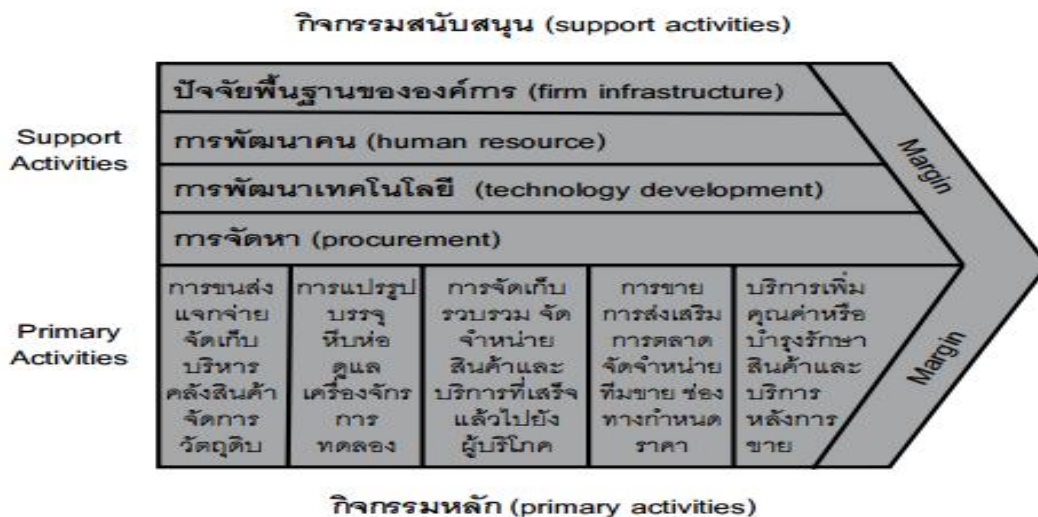 กิจกรรมสนับสนุน (support activities)
Support
Activities
ปัจจัยพื้นฐานขององค์การ (firm infrastructure)
การพัฒนาคน (human resource)
การพัฒนาเทคโนโลยี (technology development)
การจัดหา (procurement)
Margin
Primary
Activities
การขนส่ง
แจกจ่าย
จัดเก็บ
บริหาร
คลังสินค้า
จัดการ
วัตถุดิบ
การแปรรูป
บรรจุ
หีบห่อ
ดูแล
เครื่องจักร
การ
ทดลอง
การจัดเก็บ
รวบรวม จัด
จำหน่าย
สินค้าและ
บริการที่เสร็จ
แล้วไปยัง
ผู้บริโภค
การขาย
การส่งเสริม
การตลาด
จัดจำหน่าย
ทีมขาย ช่อง
ทางกำหนด
ราคา
บริการเพิ่ม
คุณค่าหรือ
บำรุงรักษา
สินค้าและ
บริการ
หลังการ
ขาย
Margin
กิจกรรมหลัก (primary activities)